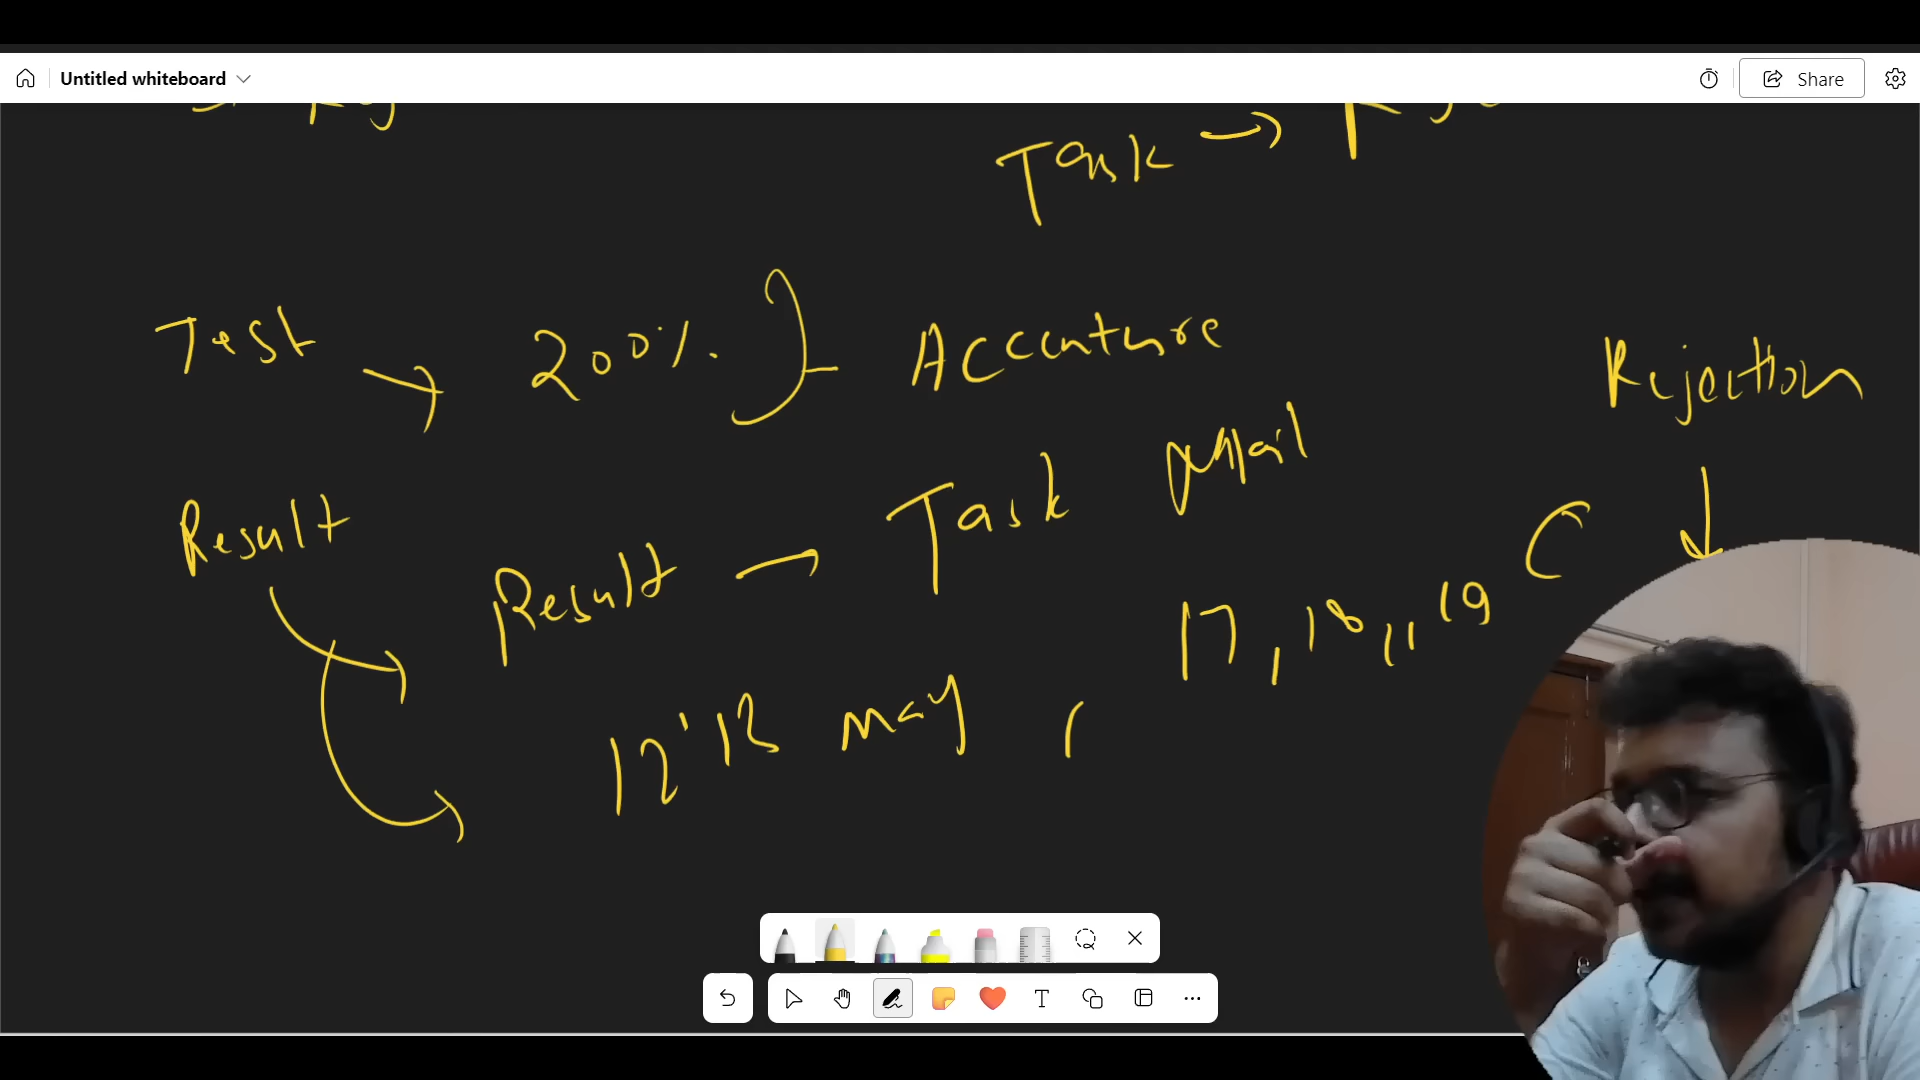 Untitled whiteboard
Share
Task →
Test → 200% } Accenture
Rejection
Result
Result → Task Mail
17, 18, 19
12 13 may